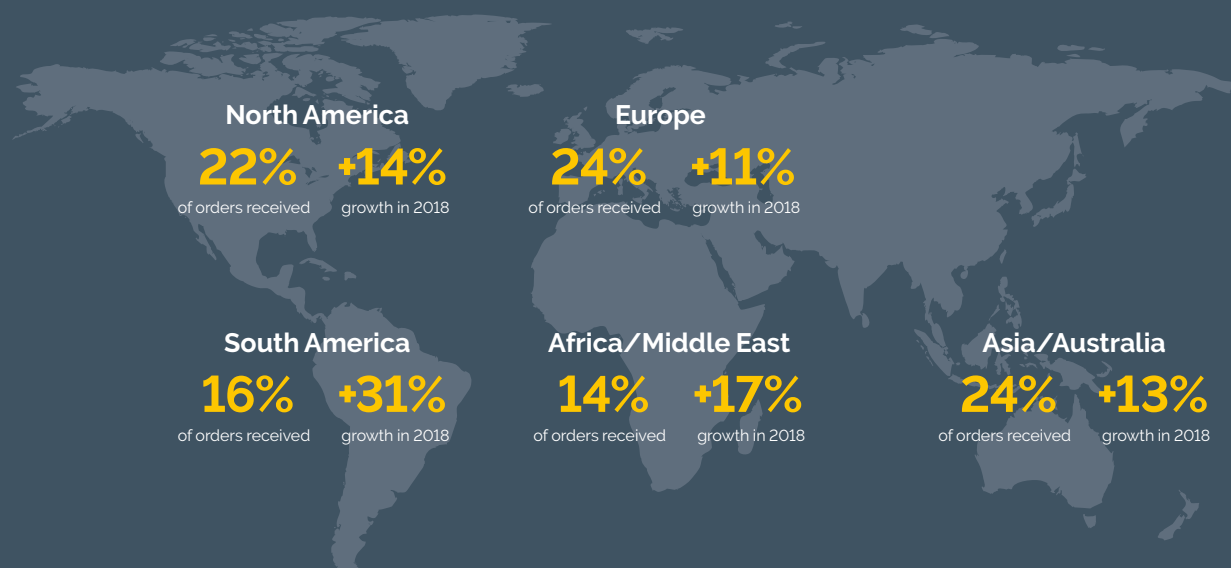 North America
22% +14%
of orders received growth in 2018
Europe
24% +11%
of orders received growth in 2018
South America
16% +31%
of orders received growth in 2018
Africa/Middle East
14% +17%
of orders received growth in 2018
Asia/Australia
24% +13%
of orders received growth in 2018